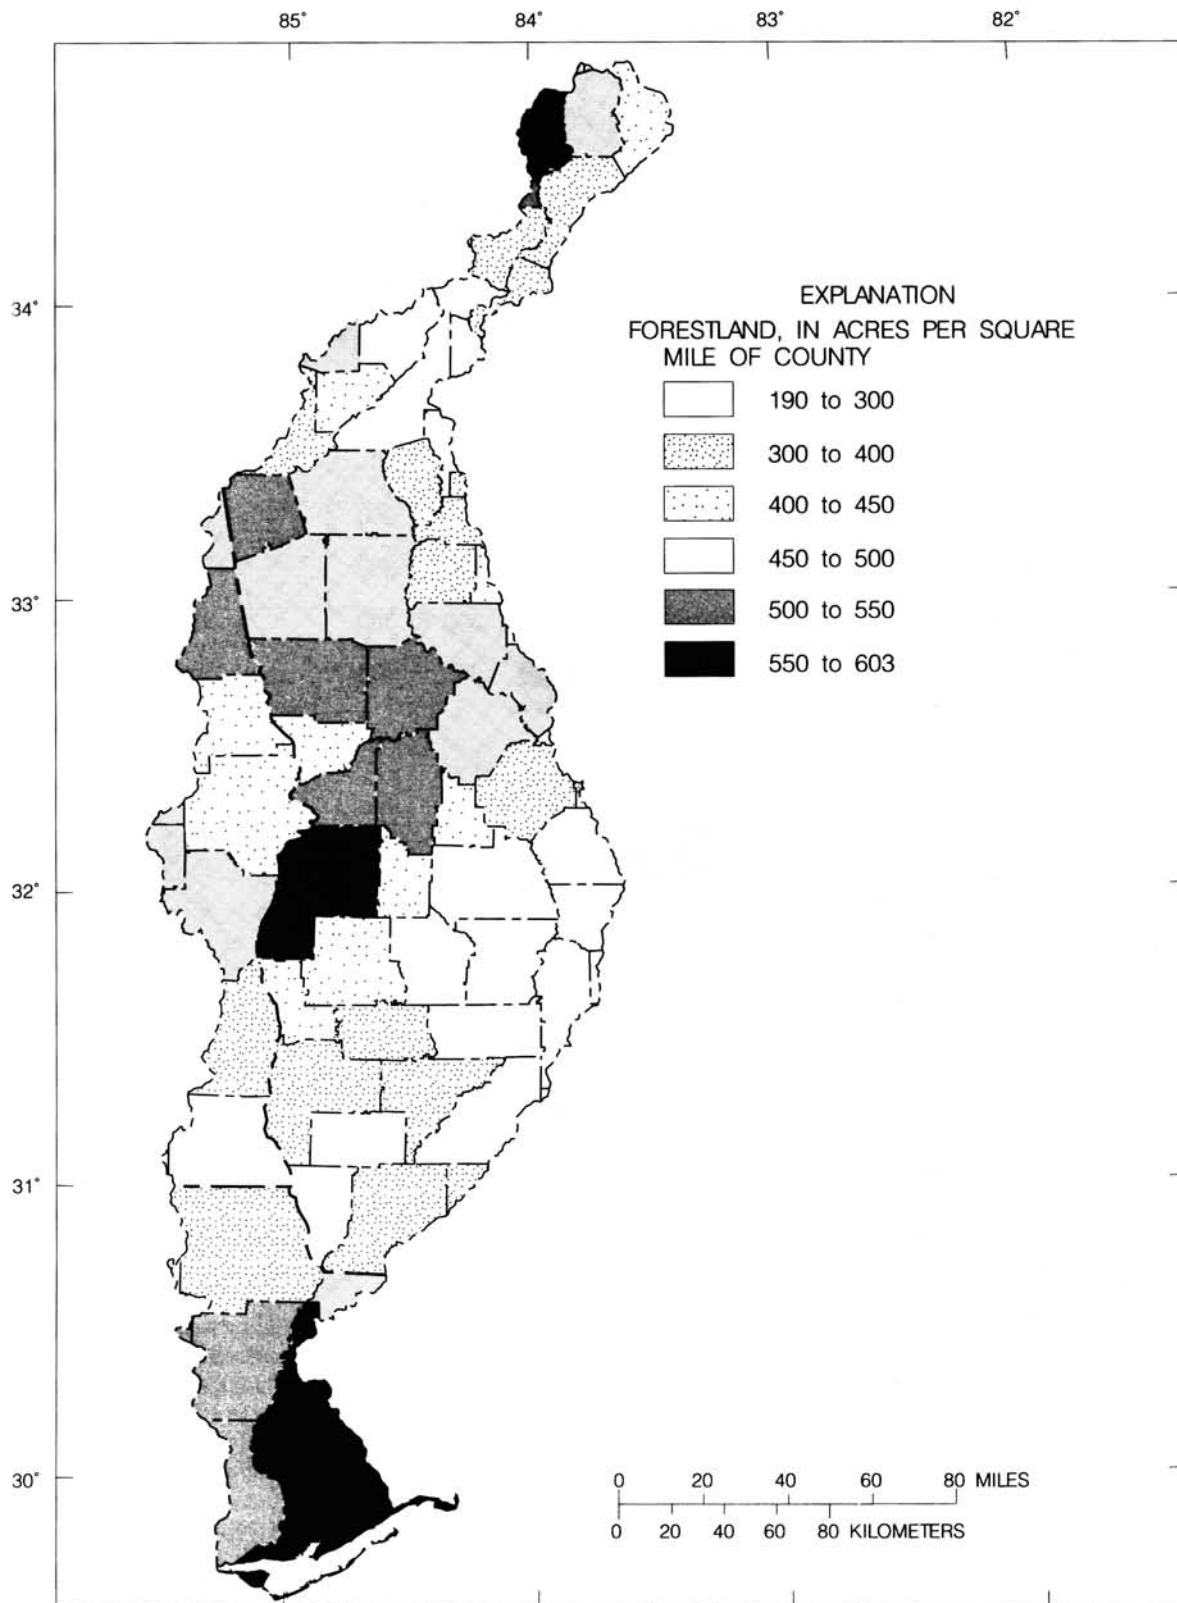 85° 84° 83° 82°
34°
33°
32°
31°
30°
EXPLANATION
FORESTLAND, IN ACRES PER SQUARE
MILE OF COUNTY
190 to 300
300 to 400
400 to 450
450 to 500
500 to 550
550 to 603
0 20 40 60 80 MILES
0 20 40 60 80 KILOMETERS